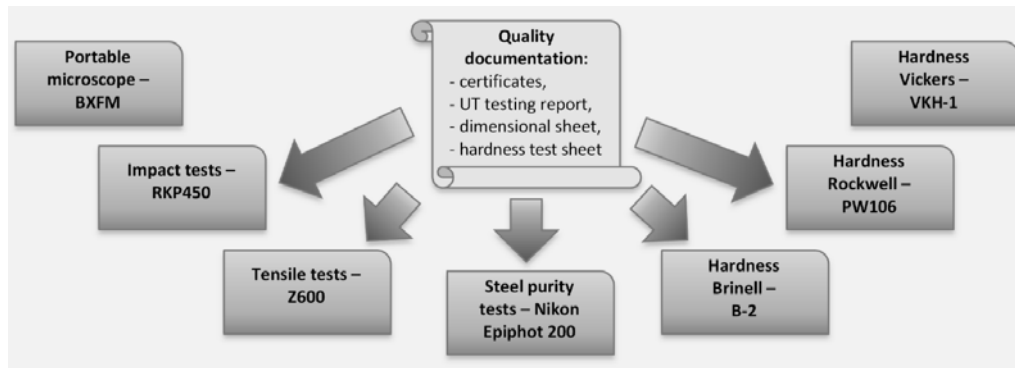 Quality
documentation:
- certificates,
- UT testing report,
- dimensional sheet,
- hardness test sheet
Portable
microscope –
BXFM
Impact tests –
RKP450
Tensile tests –
Z600
Steel purity
tests – Nikon
Epiphot 200
Hardness
Brinell –
B-2
Hardness
Rockwell –
PW106
Hardness
Vickers –
VKH-1